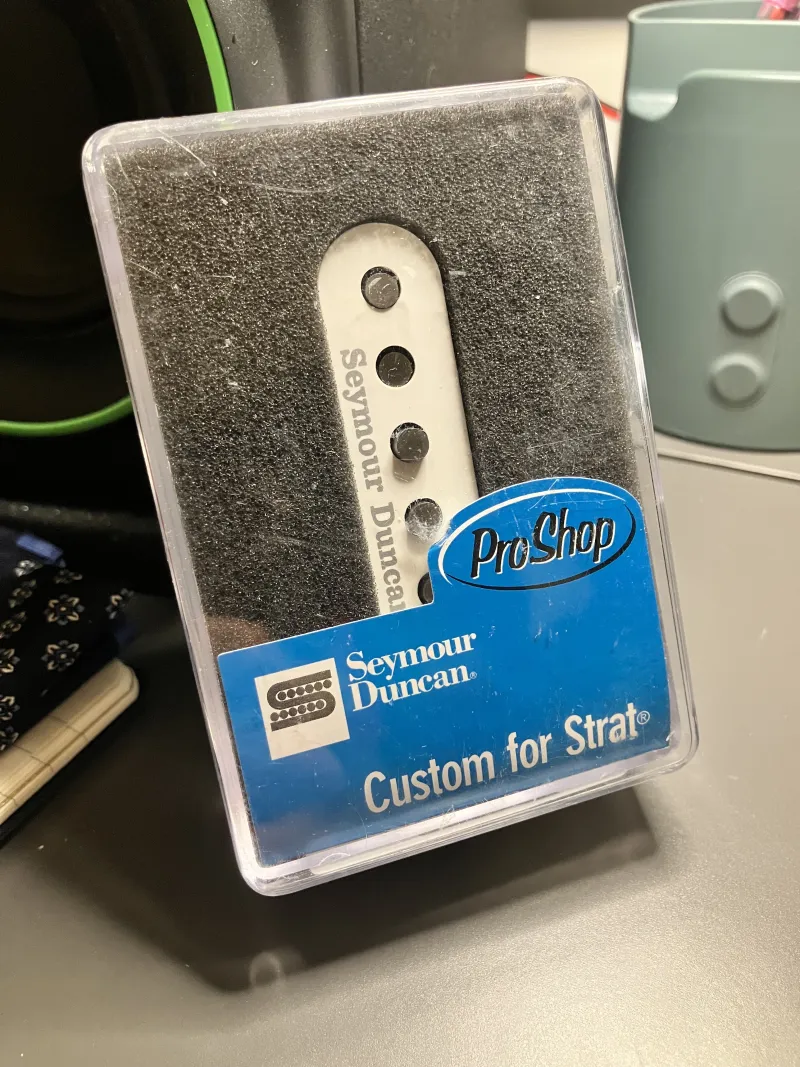 Seymour Duncan
ProShop
Seymour
Duncan®
Custom for Strat®